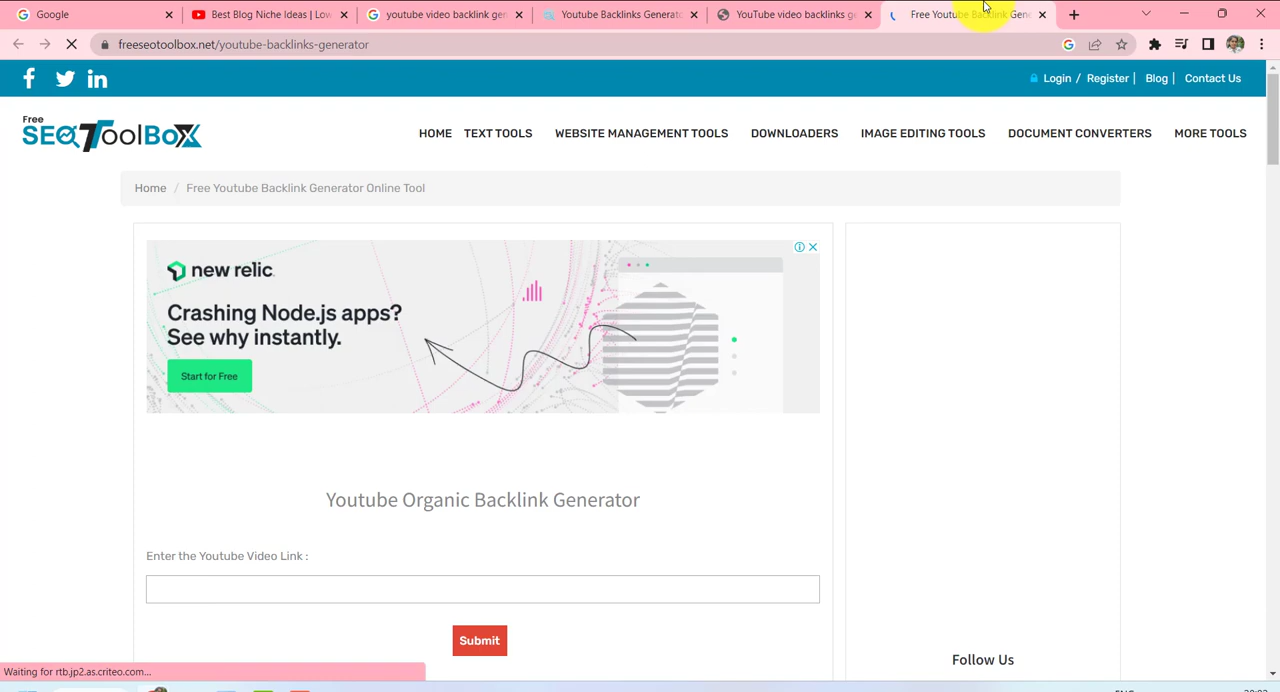 Google
Best Blog Niche Ideas | Low
youtube video backlink gen
Youtube Backlinks Generato
YouTube video backlinks ge
Free Youtube Backlink Gene
freeseotoolbox.net/youtube-backlinks-generator
Login / Register | Blog | Contact Us
Free
SEO ToolBoX
HOME TEXT TOOLS WEBSITE MANAGEMENT TOOLS DOWNLOADERS IMAGE EDITING TOOLS DOCUMENT CONVERTERS MORE TOOLS
Home / Free Youtube Backlink Generator Online Tool
new relic
Crashing Node.js apps?
See why instantly.
Start for Free
Youtube Organic Backlink Generator
Enter the Youtube Video Link :
Submit
Follow Us
Waiting for rtb.jp2.as.criteo.com...